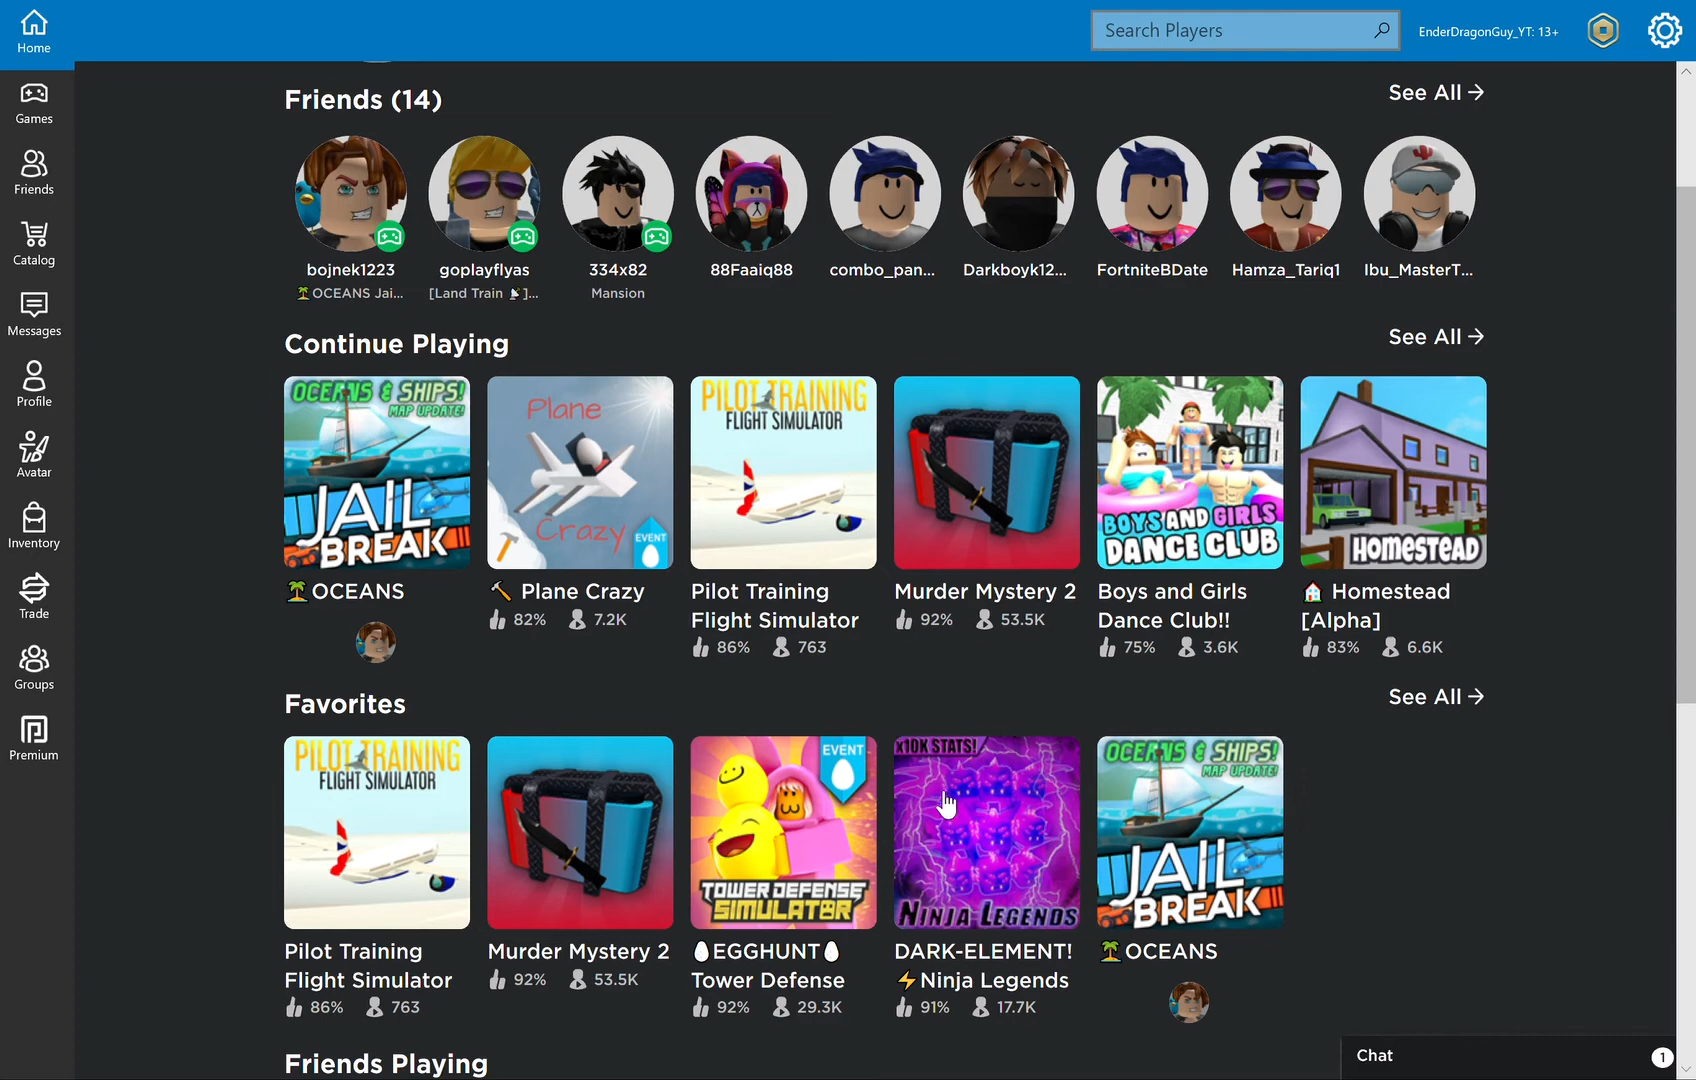 Home
Search Players
EnderDragonGuy_YT: 13+
Games
Friends
Catalog
Messages
Profile
Avatar
Inventory
Trade
Groups
Premium
Friends (14)
See All →
bojnek1223
goplayflyas
334x82
88Faaiq88
combo_pan...
Darkboyk12...
FortniteBDate
Hamza_Tariq1
Ibu_MasterT...
🏝️OCEANS Jai...
[Land Train 📡]...
Mansion
Continue Playing
See All →
OCEANS & SHIPS!
MAP UPDATE!
JAIL
BREAK
Plane
Crazy
EVENT
PILOT TRAINING
FLIGHT SIMULATOR
BOYS AND GIRLS
DANCE CLUB
HOMESTEAD
🏝️OCEANS
🔨 Plane Crazy
82% 7.2K
Pilot Training
Flight Simulator
86% 763
Murder Mystery 2
92% 53.5K
Boys and Girls
Dance Club!!
75% 3.6K
🏠 Homestead
[Alpha]
83% 6.6K
Favorites
See All →
PILOT TRAINING
FLIGHT SIMULATOR
EVENT
TOWER DEFENSE
SIMULATOR
x10K STATS!
NINJA LEGENDS
OCEANS & SHIPS!
MAP UPDATE!
JAIL
BREAK
Pilot Training
Flight Simulator
86% 763
Murder Mystery 2
92% 53.5K
🥚EGGHUNT🥚
Tower Defense
92% 29.3K
DARK-ELEMENT!
⚡Ninja Legends
91% 17.7K
🏝️OCEANS
Friends Playing
Chat
1